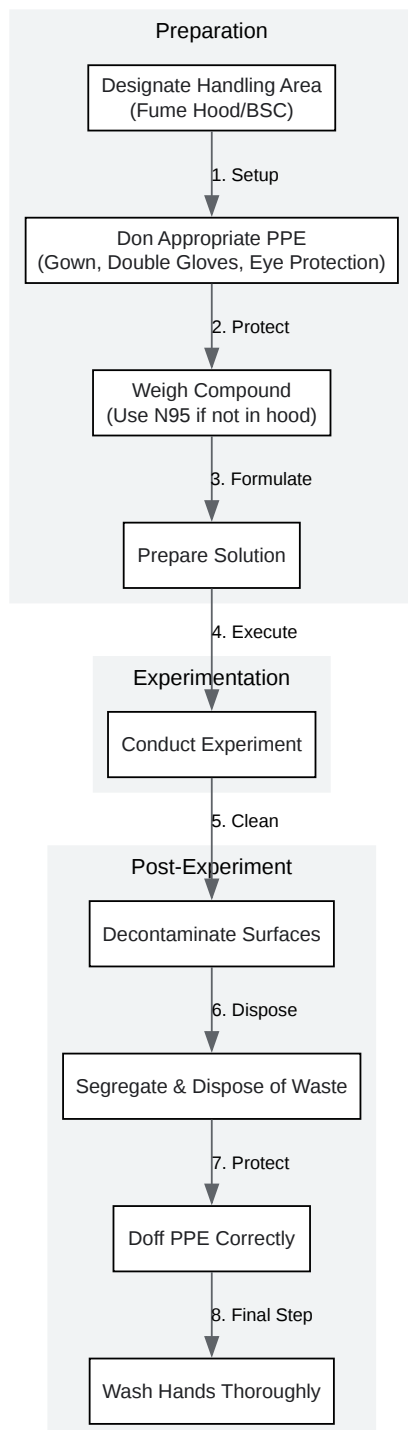 Preparation
Designate Handling Area
(Fume Hood/BSC)
1. Setup
Don Appropriate PPE
(Gown, Double Gloves, Eye Protection)
2. Protect
Weigh Compound
(Use N95 if not in hood)
3. Formulate
Prepare Solution
4. Execute
Experimentation
Conduct Experiment
5. Clean
Post-Experiment
Decontaminate Surfaces
6. Dispose
Segregate & Dispose of Waste
7. Protect
Doff PPE Correctly
8. Final Step
Wash Hands Thoroughly